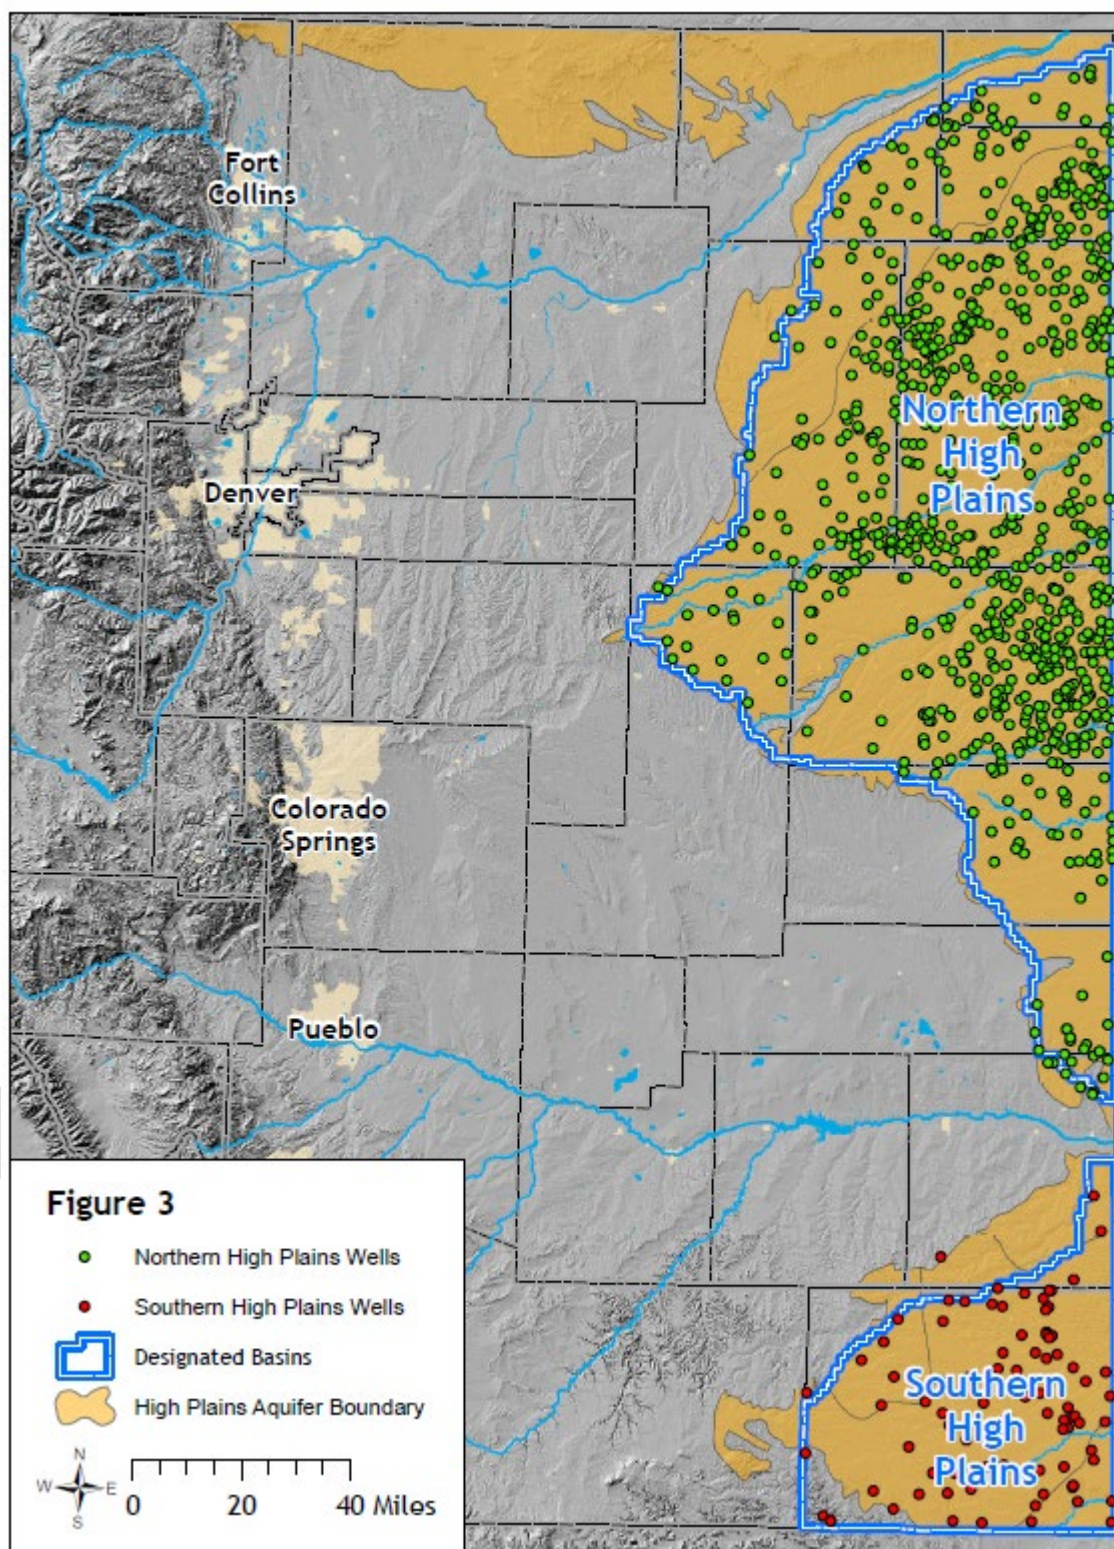 Fort
Collins
Northern
High
Plains
Denver
Colorado
Springs
Pueblo
Southern
High
Plains
Figure 3
Northern High Plains Wells
Southern High Plains Wells
Designated Basins
High Plains Aquifer Boundary
N
W E
S
0 20 40 Miles